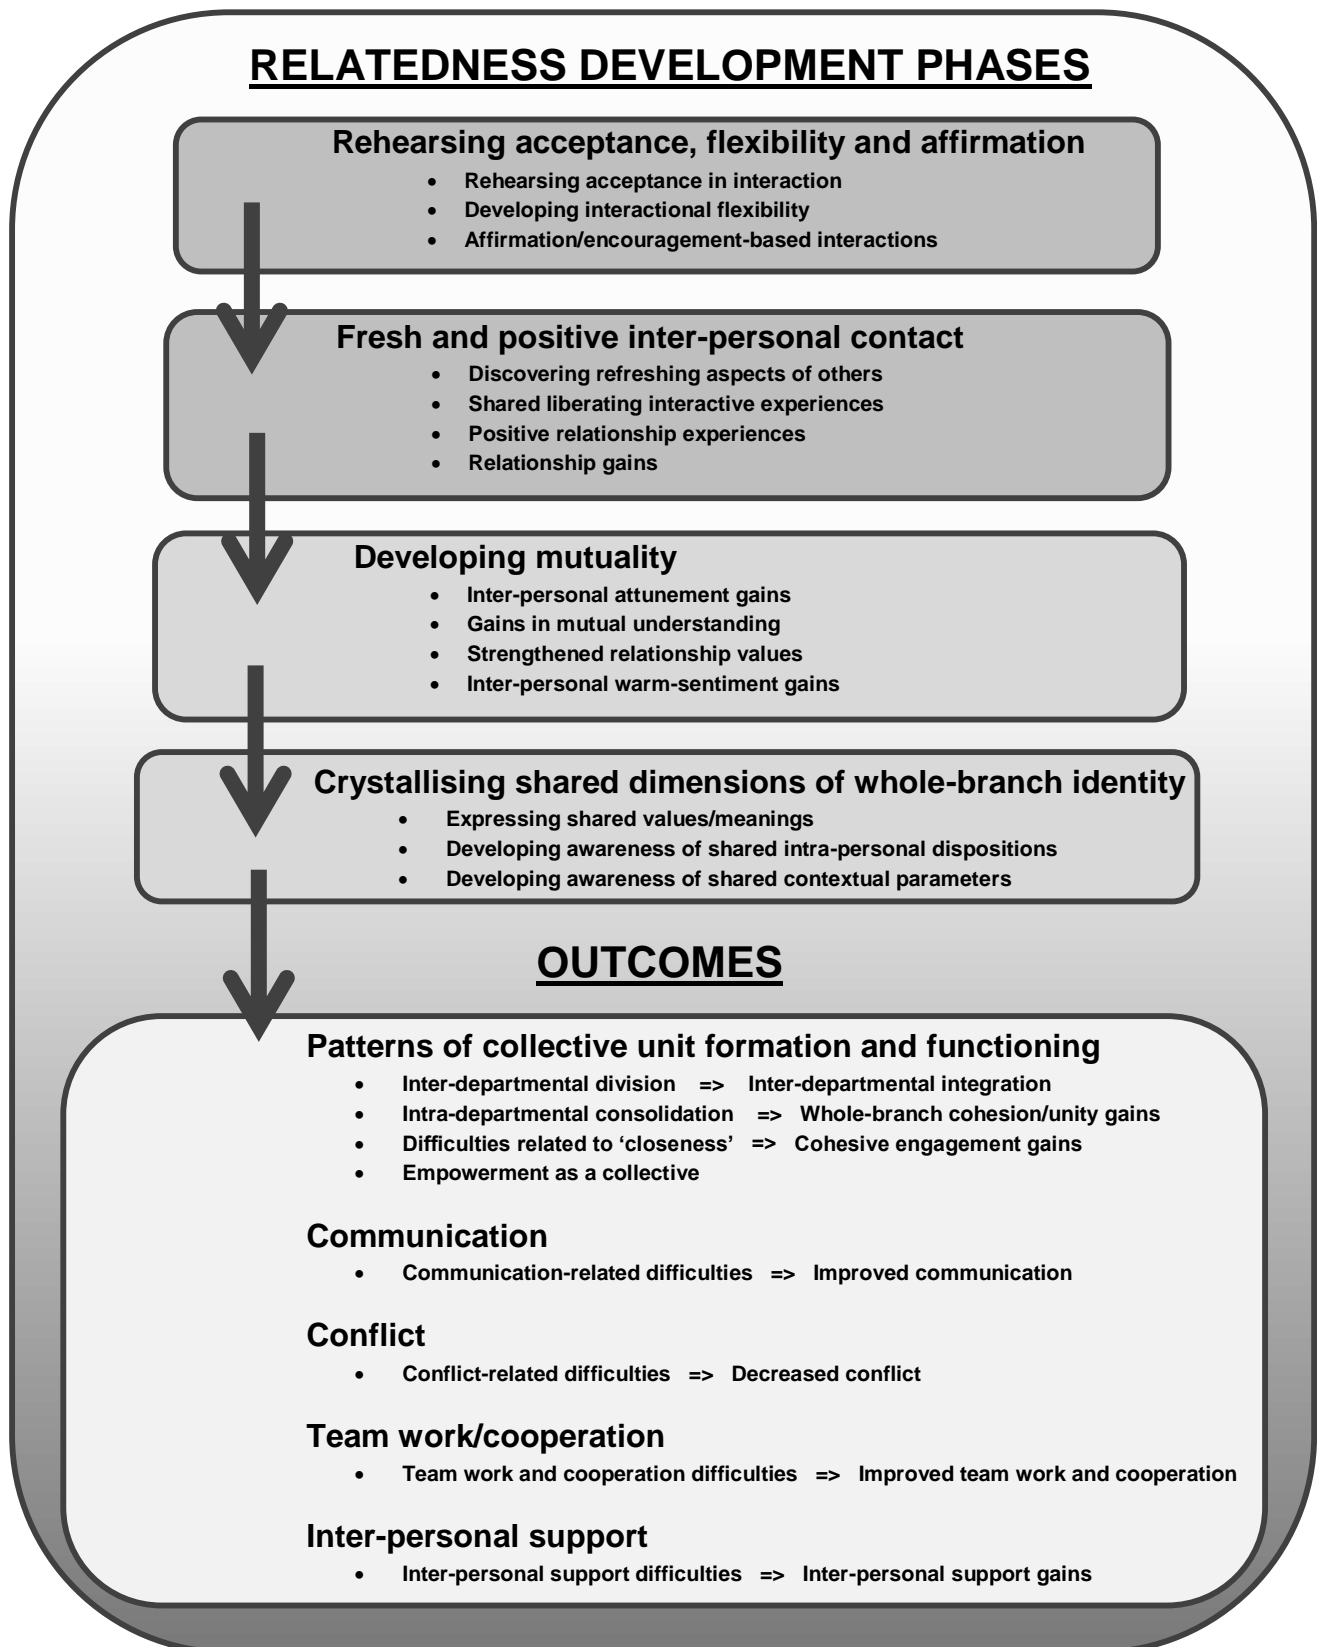 RELATEDNESS DEVELOPMENT PHASES
Rehearsing acceptance, flexibility and affirmation
• Rehearsing acceptance in interaction
• Developing interactional flexibility
• Affirmation/encouragement-based interactions
Fresh and positive inter-personal contact
• Discovering refreshing aspects of others
• Shared liberating interactive experiences
• Positive relationship experiences
• Relationship gains
Developing mutuality
• Inter-personal attunement gains
• Gains in mutual understanding
• Strengthened relationship values
• Inter-personal warm-sentiment gains
Crystallising shared dimensions of whole-branch identity
• Expressing shared values/meanings
• Developing awareness of shared intra-personal dispositions
• Developing awareness of shared contextual parameters
OUTCOMES
Patterns of collective unit formation and functioning
• Inter-departmental division => Inter-departmental integration
• Intra-departmental consolidation => Whole-branch cohesion/unity gains
• Difficulties related to ‘closeness’ => Cohesive engagement gains
• Empowerment as a collective
Communication
• Communication-related difficulties => Improved communication
Conflict
• Conflict-related difficulties => Decreased conflict
Team work/cooperation
• Team work and cooperation difficulties => Improved team work and cooperation
Inter-personal support
• Inter-personal support difficulties => Inter-personal support gains